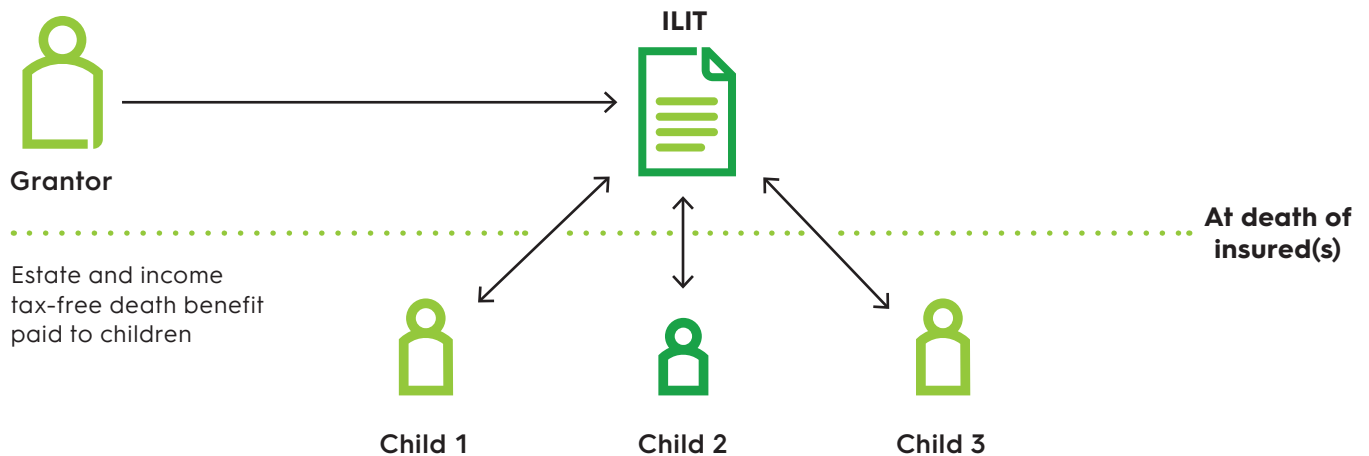 ILIT
Grantor
At death of
insured(s)
Estate and income
tax-free death benefit
paid to children
Child 1
Child 2
Child 3